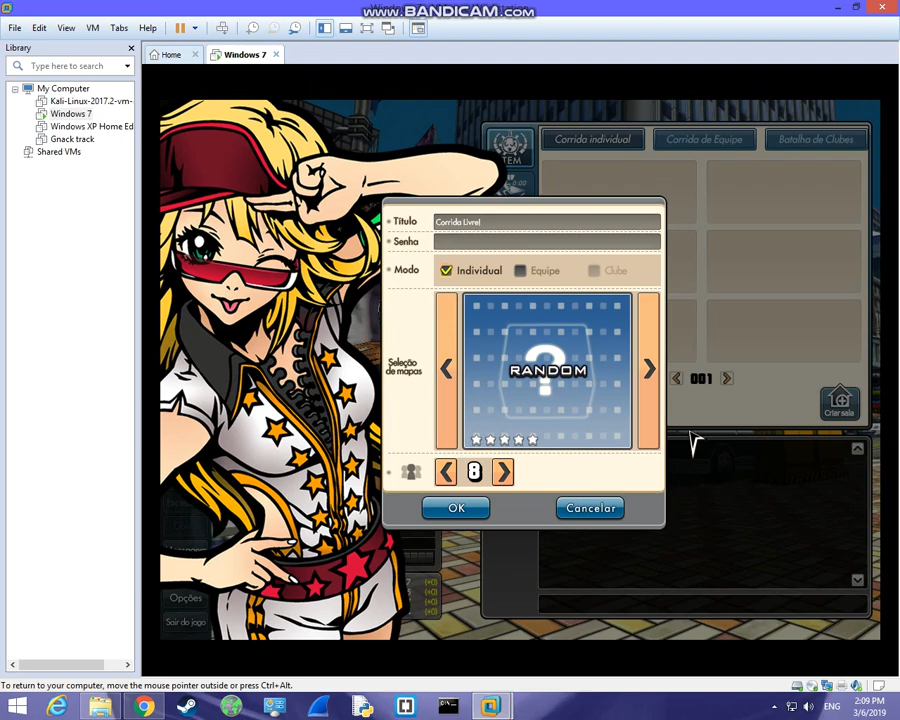 www.BANDICAM.com
File Edit View VM Tabs Help
Library
Home
Windows 7
Type here to search
My Computer
Kali-Linux-2017.2-vm-
Windows 7
Windows XP Home Ed
Gnack track
Shared VMs
Corrida individual
Corrida de Equipe
Batalha de Clubes
Título
Corrida Livre!
Senha
Modo
Individual
Equipe
Clube
Seleção
de mapas
RANDOM
001
Criar sala
8
OK
Cancelar
Opções
Sair do jogo
To return to your computer, move the mouse pointer outside or press Ctrl+Alt.
ENG
2:09 PM
3/6/2019